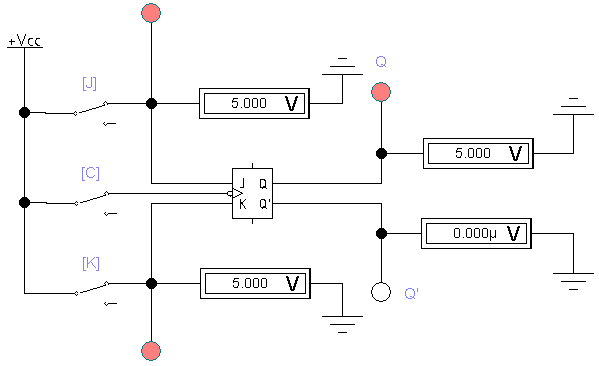 +Vcc
[J]
5.000 V
Q
5.000 V
[C]
J Q
K Q'
0.000µ V
[K]
5.000 V
Q'